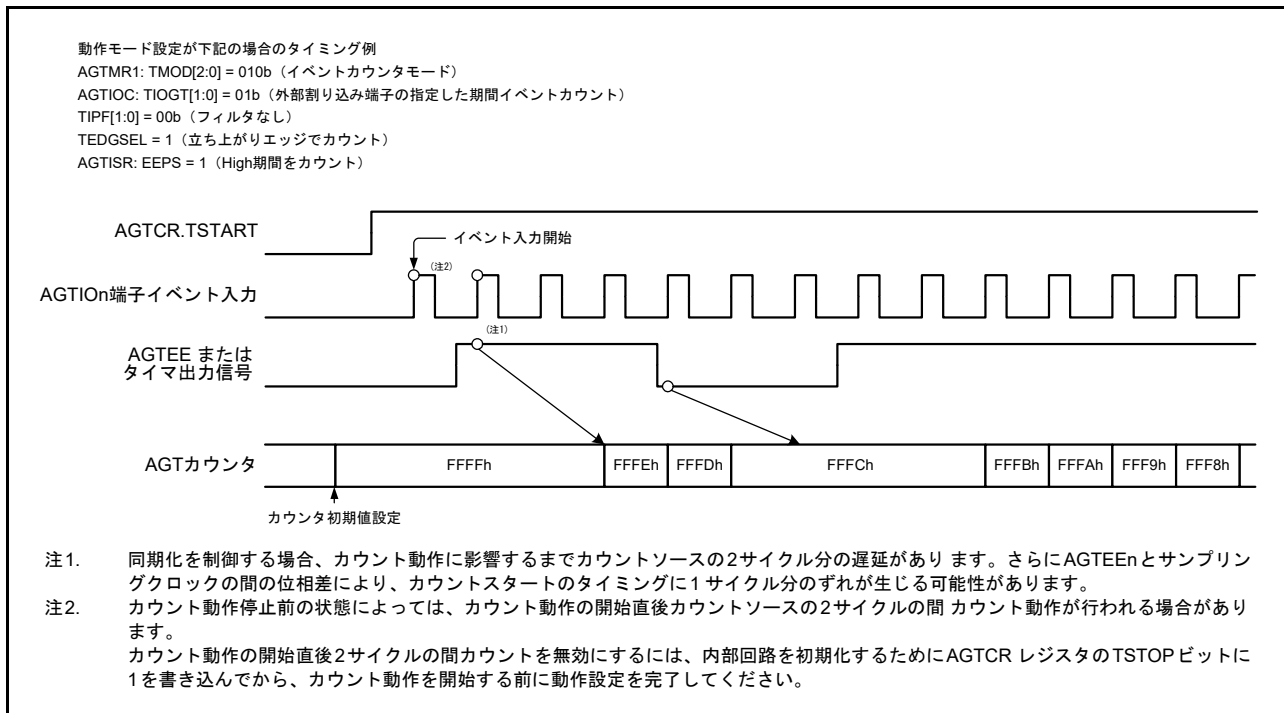 動作モード設定が下記の場合のタイミング例
AGTMR1: TMOD[2:0] = 010b（イベントカウンタモード）
AGTIOC: TIOGT[1:0] = 01b（外部割り込み端子の指定した期間イベントカウント）
TIPF[1:0] = 00b（フィルタなし）
TEDGSEL = 1（立ち上がりエッジでカウント）
AGTISR: EEPS = 1（High期間をカウント）
AGTCR.TSTART
イベント入力開始
(注2)
AGTIOn端子イベント入力
(注1)
AGTEE または
タイマ出力信号
AGTカウンタ
FFFFh FFFEh FFFDh FFFCh FFFBh FFFAh FFF9h FFF8h
カウンタ初期値設定
注1. 同期化を制御する場合、カウント動作に影響するまでカウントソースの2サイクル分の遅延があり ます。さらにAGTEEnとサンプリン
グクロックの間の位相差により、カウントスタートのタイミングに1 サイクル分のずれが生じる可能性があります。
注2. カウント動作停止前の状態によっては、カウント動作の開始直後カウントソースの2サイクルの間 カウント動作が行われる場合があり
ます。
カウント動作の開始直後2サイクルの間カウントを無効にするには、内部回路を初期化するためにAGTCR レジスタのTSTOPビットに
1を書き込んでから、カウント動作を開始する前に動作設定を完了してください。